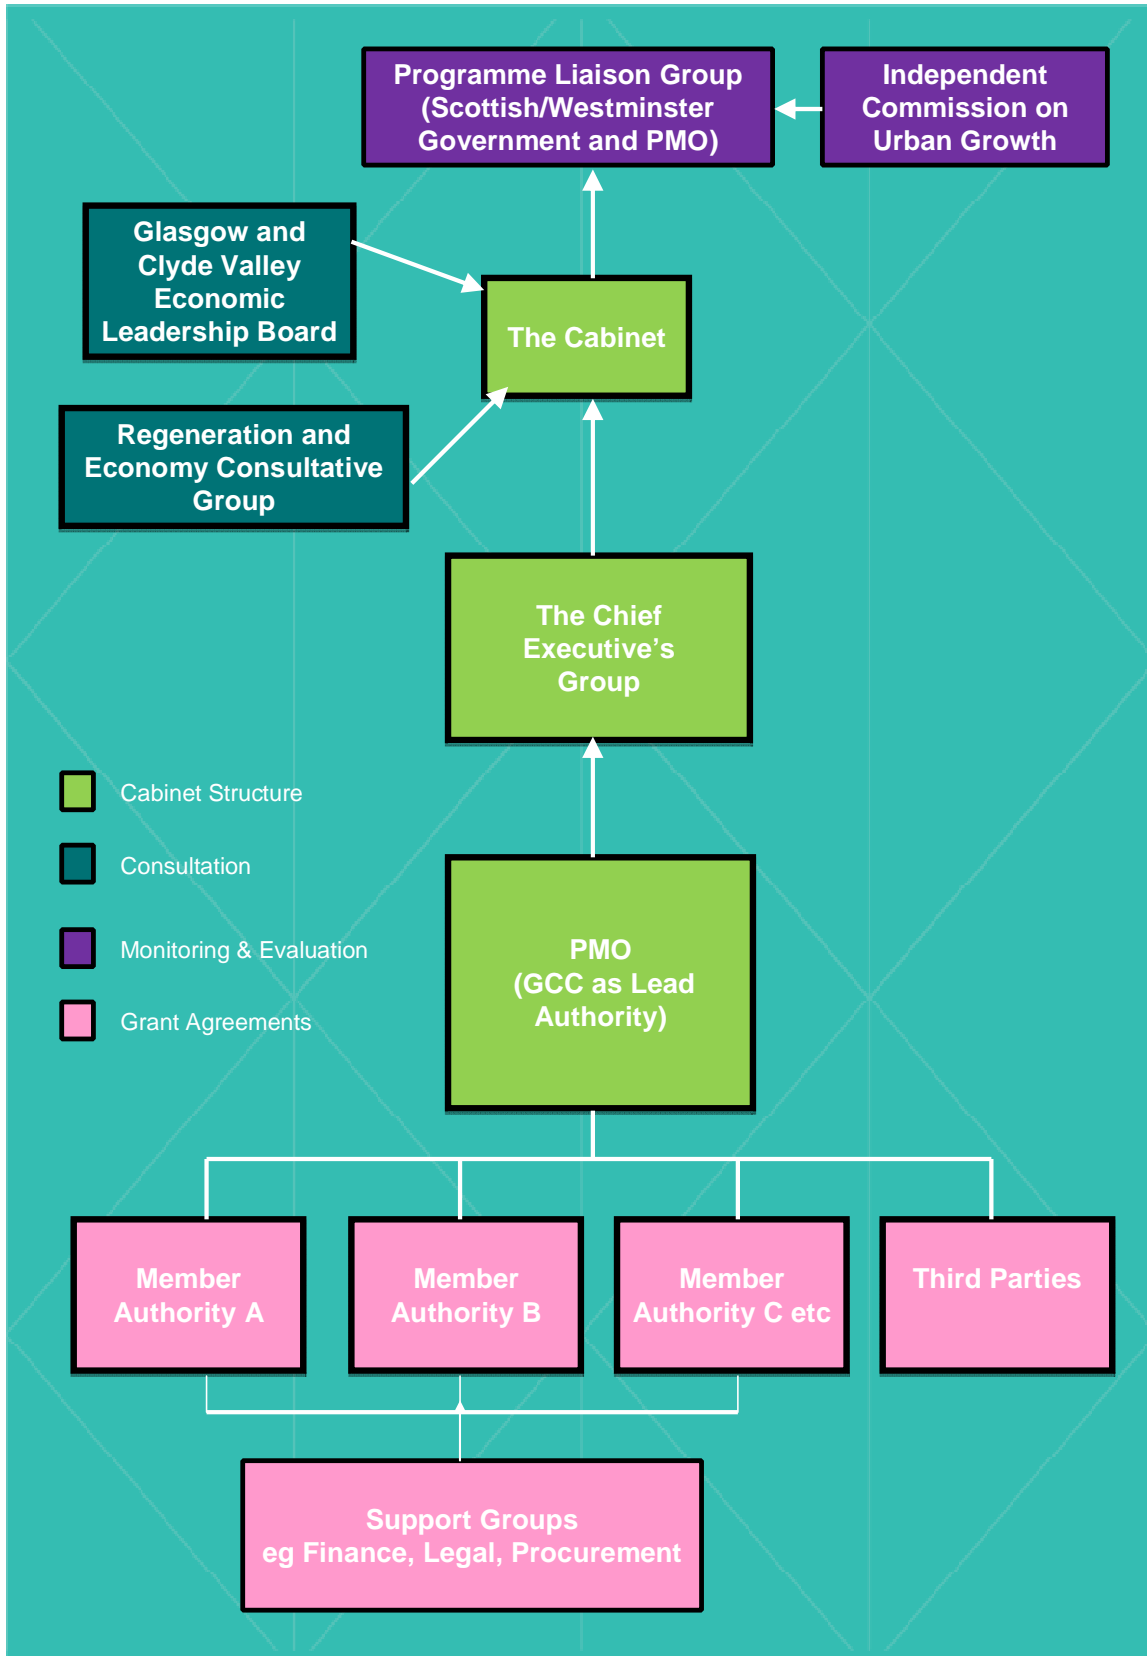 Programme Liaison Group
(Scottish/Westminster
Government and PMO)
Independent
Commission on
Urban Growth
Glasgow and
Clyde Valley
Economic
Leadership Board
The Cabinet
Regeneration and
Economy Consultative
Group
The Chief
Executive’s
Group
Cabinet Structure
Consultation
Monitoring & Evaluation
Grant Agreements
PMO
(GCC as Lead
Authority)
Member
Authority A
Member
Authority B
Member
Authority C etc
Third Parties
Support Groups
eg Finance, Legal, Procurement